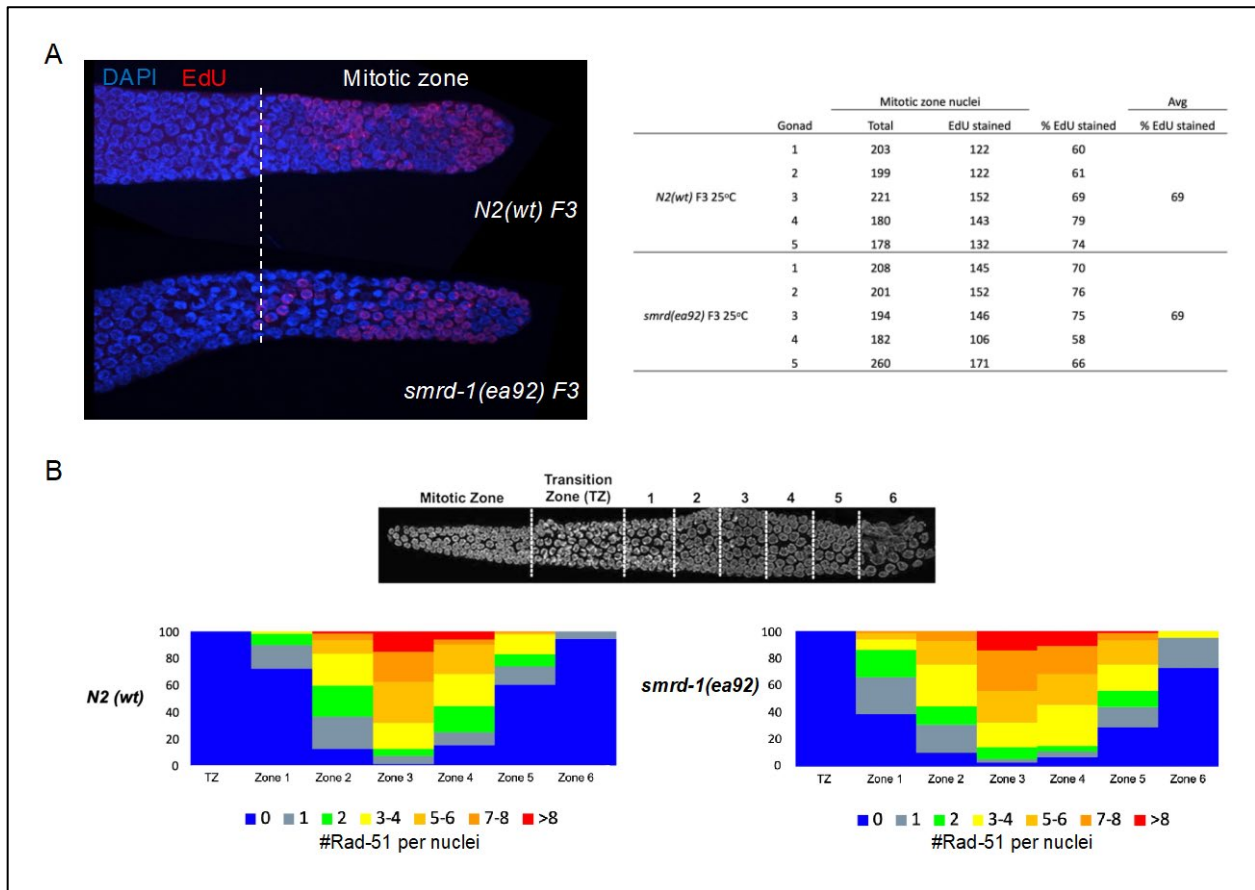 A
DAPI EdU Mitotic zone
N2(wt) F3
smrd-1(ea92) F3
Mitotic zone nuclei Avg
Gonad Total EdU stained % EdU stained % EdU stained
1 203 122 60
2 199 122 61
N2(wt) F3 25°C 3 221 152 69 69
4 180 143 79
5 178 132 74
1 208 145 70
2 201 152 76
smrd(ea92) F3 25°C 3 194 146 75 69
4 182 106 58
5 260 171 66
B
Mitotic Zone Transition Zone (TZ) 1 2 3 4 5 6
N2 (wt)
100
80
60
40
20
0
TZ Zone 1 Zone 2 Zone 3 Zone 4 Zone 5 Zone 6
0 1 2 3-4 5-6 7-8 >8
#Rad-51 per nuclei
smrd-1(ea92)
100
80
60
40
20
0
TZ Zone 1 Zone 2 Zone 3 Zone 4 Zone 5 Zone 6
0 1 2 3-4 5-6 7-8 >8
#Rad-51 per nuclei